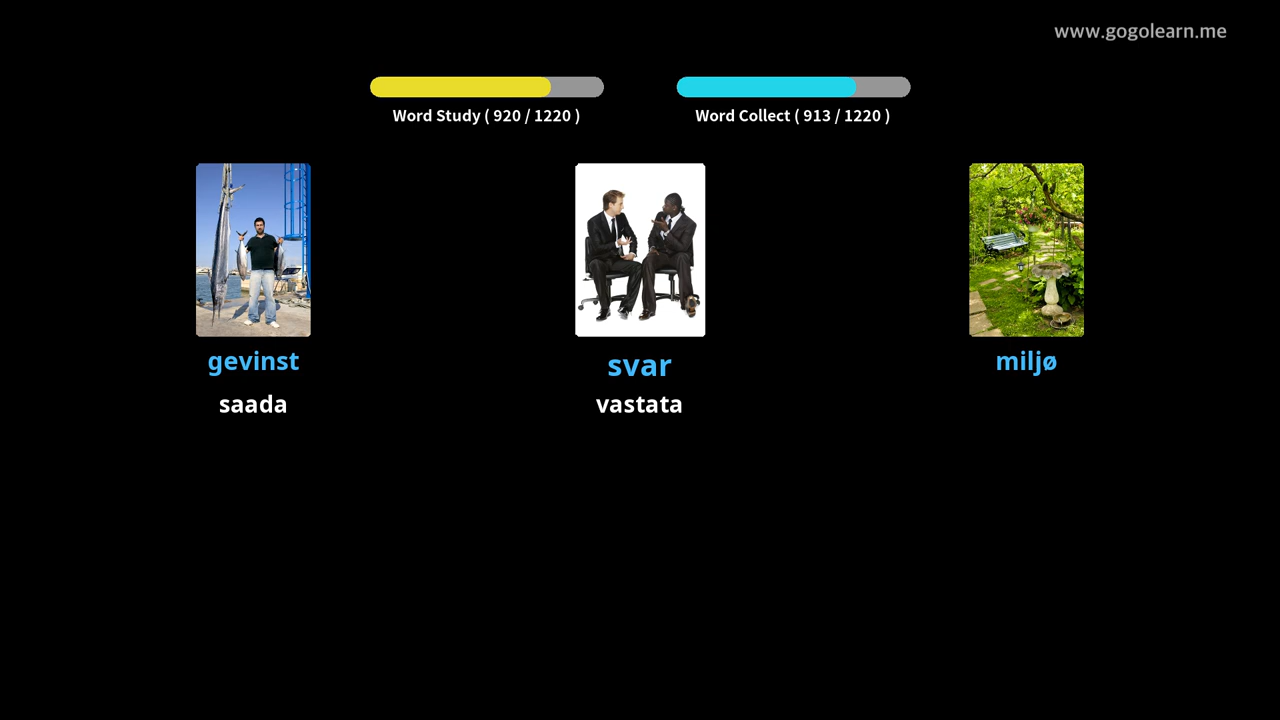 www.gogolearn.me
Word Study ( 920 / 1220 )
Word Collect ( 913 / 1220 )
gevinst
svar
miljø
saada
vastata